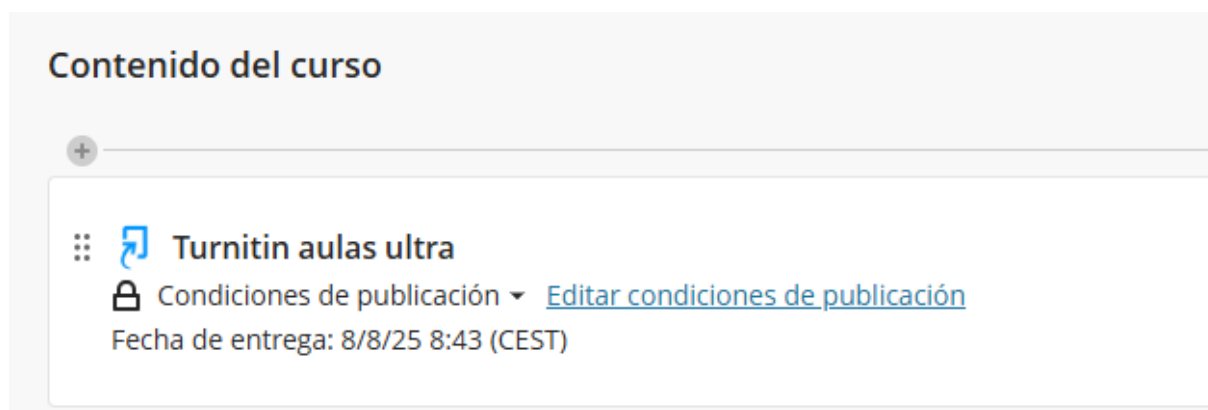 Contenido del curso
Turnitin aulas ultra
Condiciones de publicación Editar condiciones de publicación
Fecha de entrega: 8/8/25 8:43 (CEST)